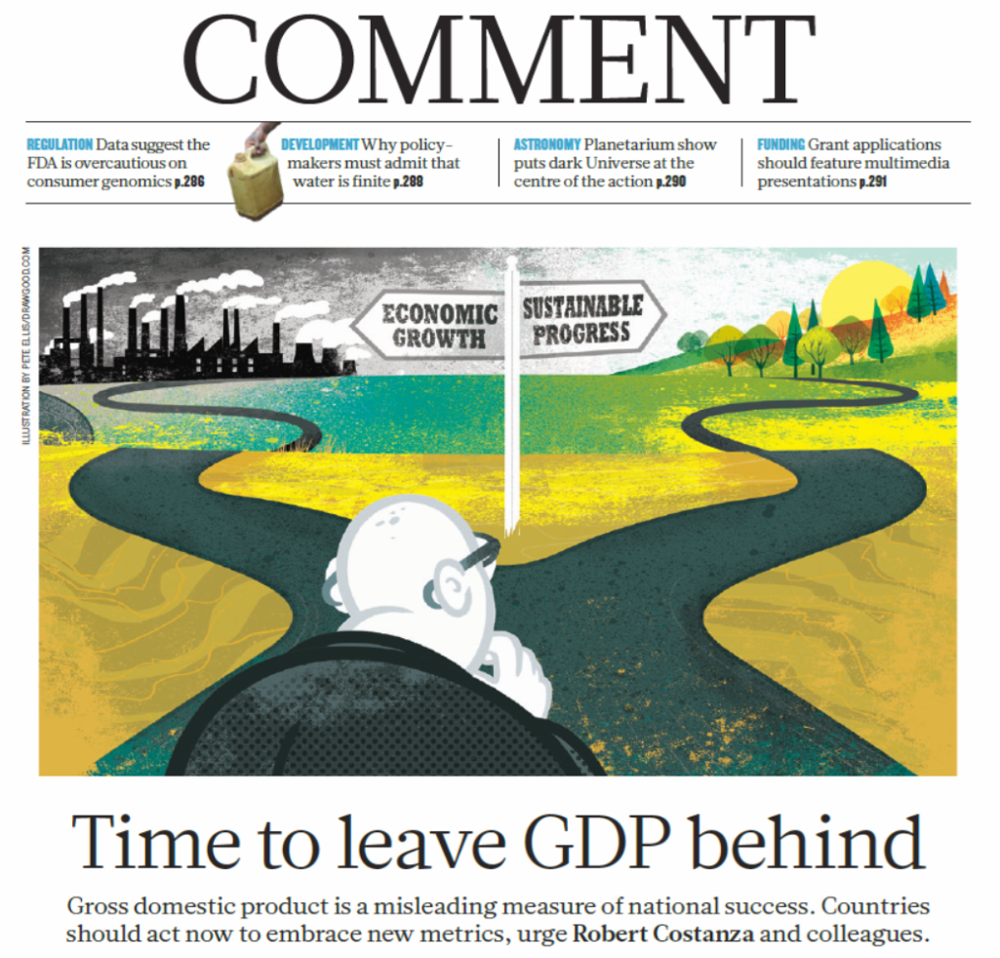 COMMENT
REGULATION Data suggest the
FDA is overcautious on
consumer genomics p.286
DEVELOPMENT Why policy-
makers must admit that
water is finite p.288
ASTRONOMY Planetarium show
puts dark Universe at the
centre of the action p.290
FUNDING Grant applications
should feature multimedia
presentations p.291
ILLUSTRATION BY PETE ELLIS/DRAWGOOD.COM
ECONOMIC
GROWTH
SUSTAINABLE
PROGRESS
Time to leave GDP behind
Gross domestic product is a misleading measure of national success. Countries
should act now to embrace new metrics, urge Robert Costanza and colleagues.